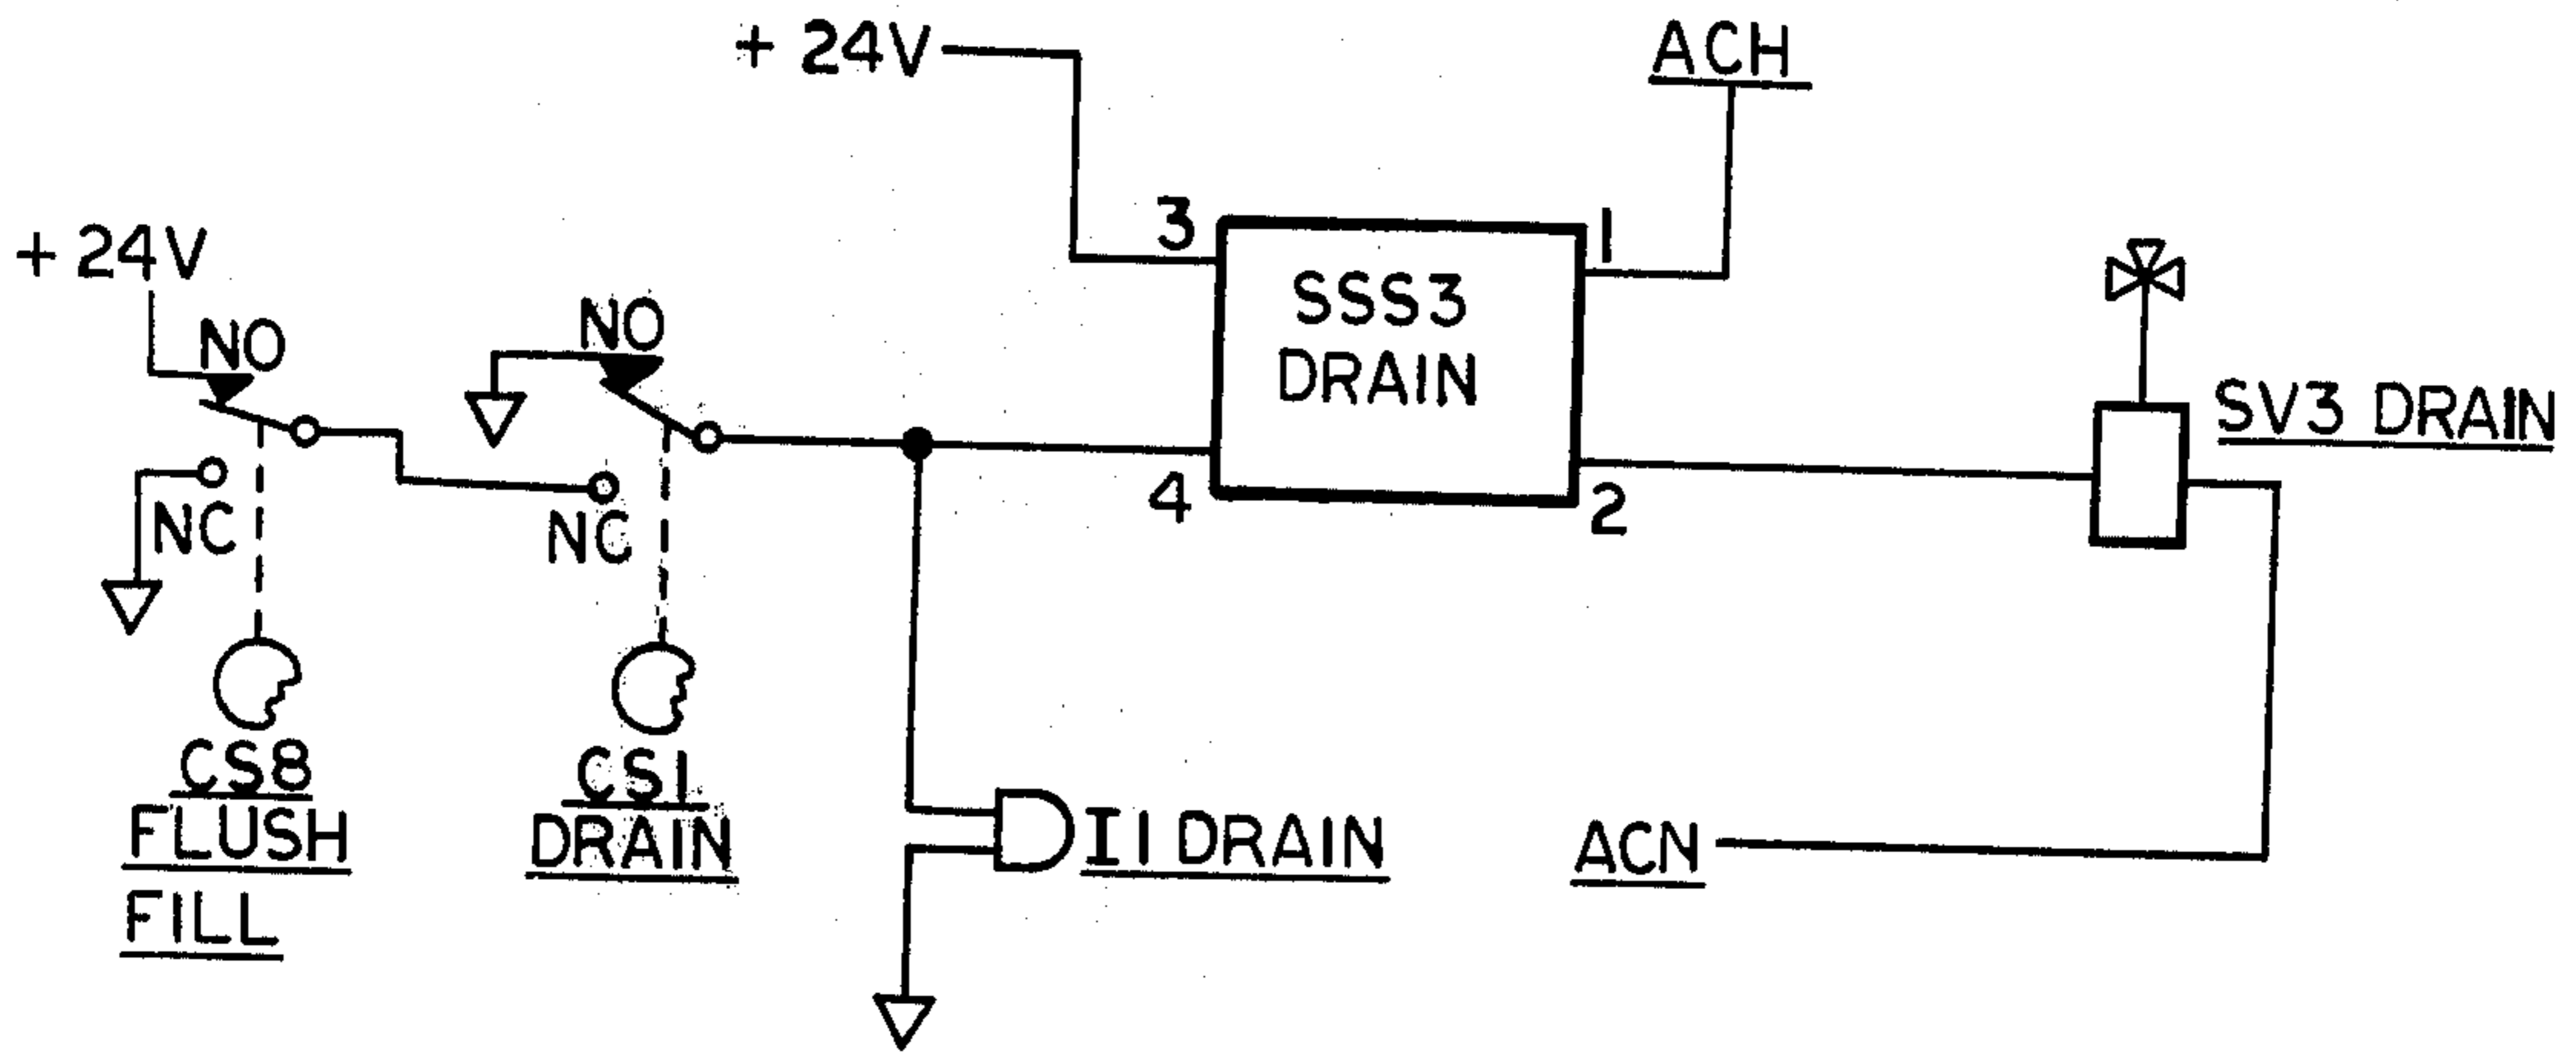 + 24V
ACH
+ 24V
NO
NO
3
1
SSS3
DRAIN
SV3 DRAIN
NC
NC
4
2
CS8
FLUSH
FILL
CS1
DRAIN
I1 DRAIN
ACN